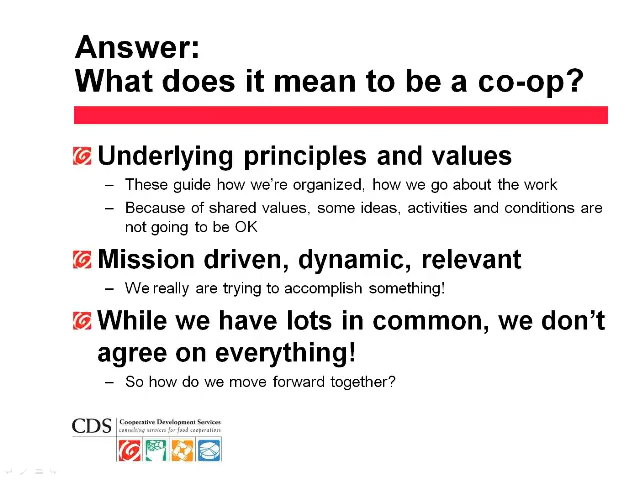 Answer:
What does it mean to be a co-op?
Underlying principles and values
– These guide how we're organized, how we go about the work
– Because of shared values, some ideas, activities and conditions are
not going to be OK
Mission driven, dynamic, relevant
– We really are trying to accomplish something!
While we have lots in common, we don't
agree on everything!
– So how do we move forward together?
CDS
Cooperative Development Services
consulting services for food cooperatives